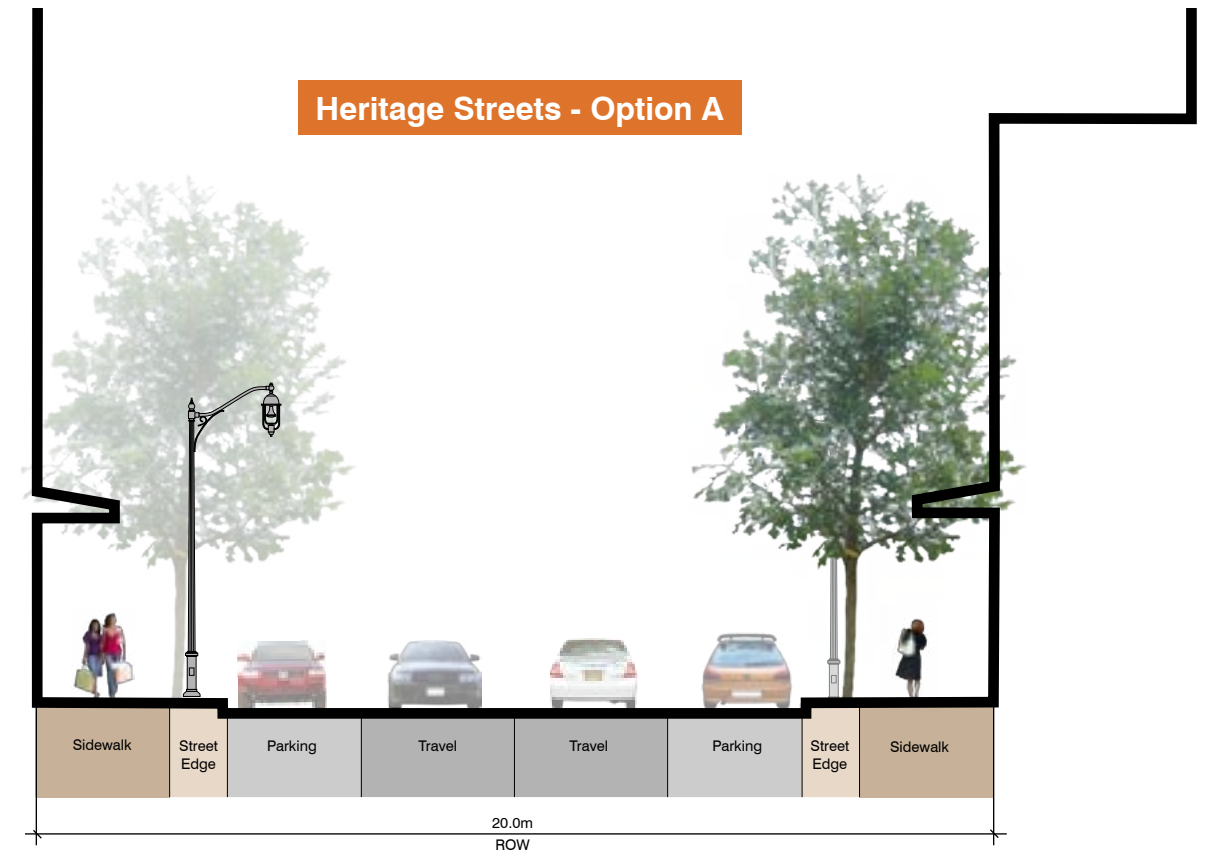 Heritage Streets - Option A
Sidewalk
Street
Edge
Parking
Travel
Travel
Parking
Street
Edge
Sidewalk
20.0m
ROW